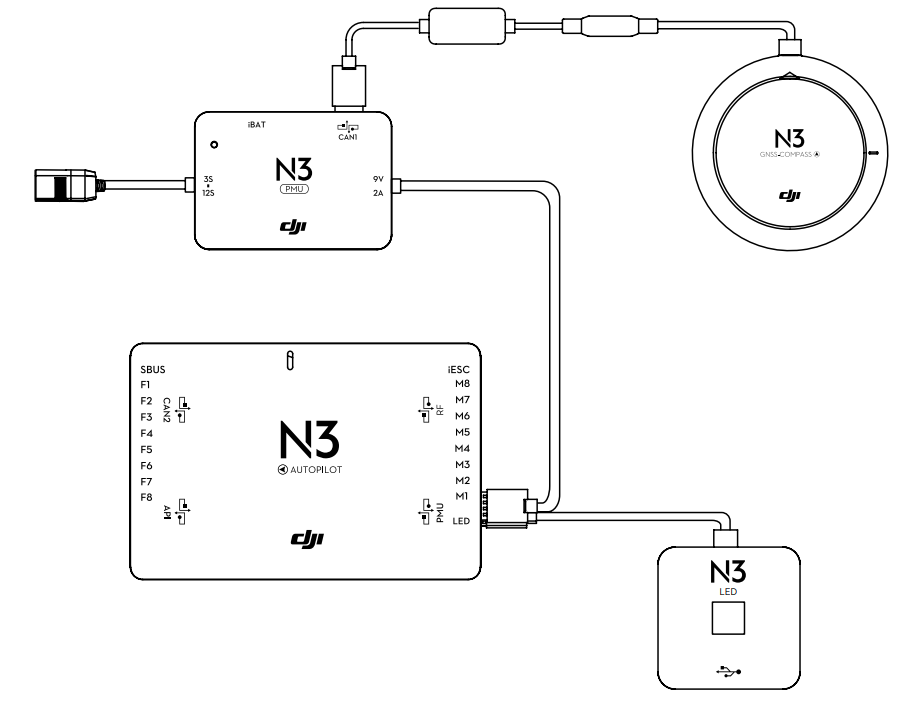 iBAT
CAN1
3S
12S
N3
PMU
9V
2A
dji
N3
GNSS-COMPASS
dji
SBUS
F1
F2
F3
F4
F5
F6
F7
F8
CAN2
API
N3
AUTOPILOT
dji
iESC
M8
M7
M6
M5
M4
M3
M2
M1
LED
RF
PMU
N3
LED